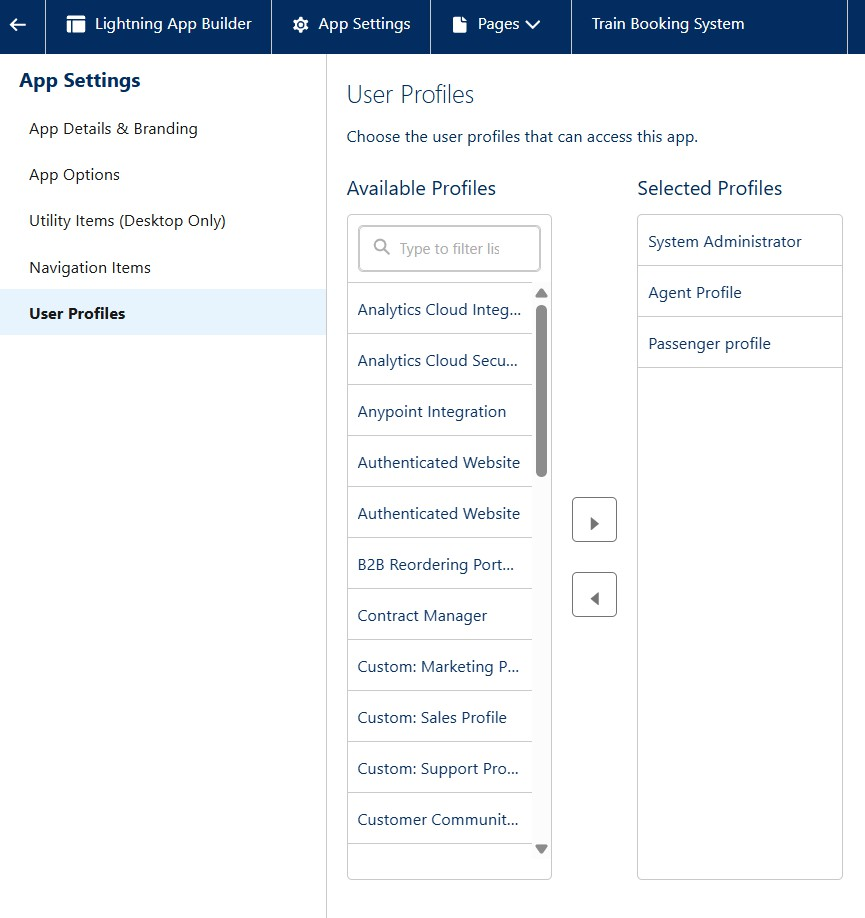 Lightning App Builder
App Settings
Pages
Train Booking System
App Settings
App Details & Branding
App Options
Utility Items (Desktop Only)
Navigation Items
User Profiles
User Profiles
Choose the user profiles that can access this app.
Available Profiles
Type to filter lis
Analytics Cloud Integ...
Analytics Cloud Secu...
Anypoint Integration
Authenticated Website
Authenticated Website
B2B Reordering Port...
Contract Manager
Custom: Marketing P...
Custom: Sales Profile
Custom: Support Pro...
Customer Communit...
Selected Profiles
System Administrator
Agent Profile
Passenger profile